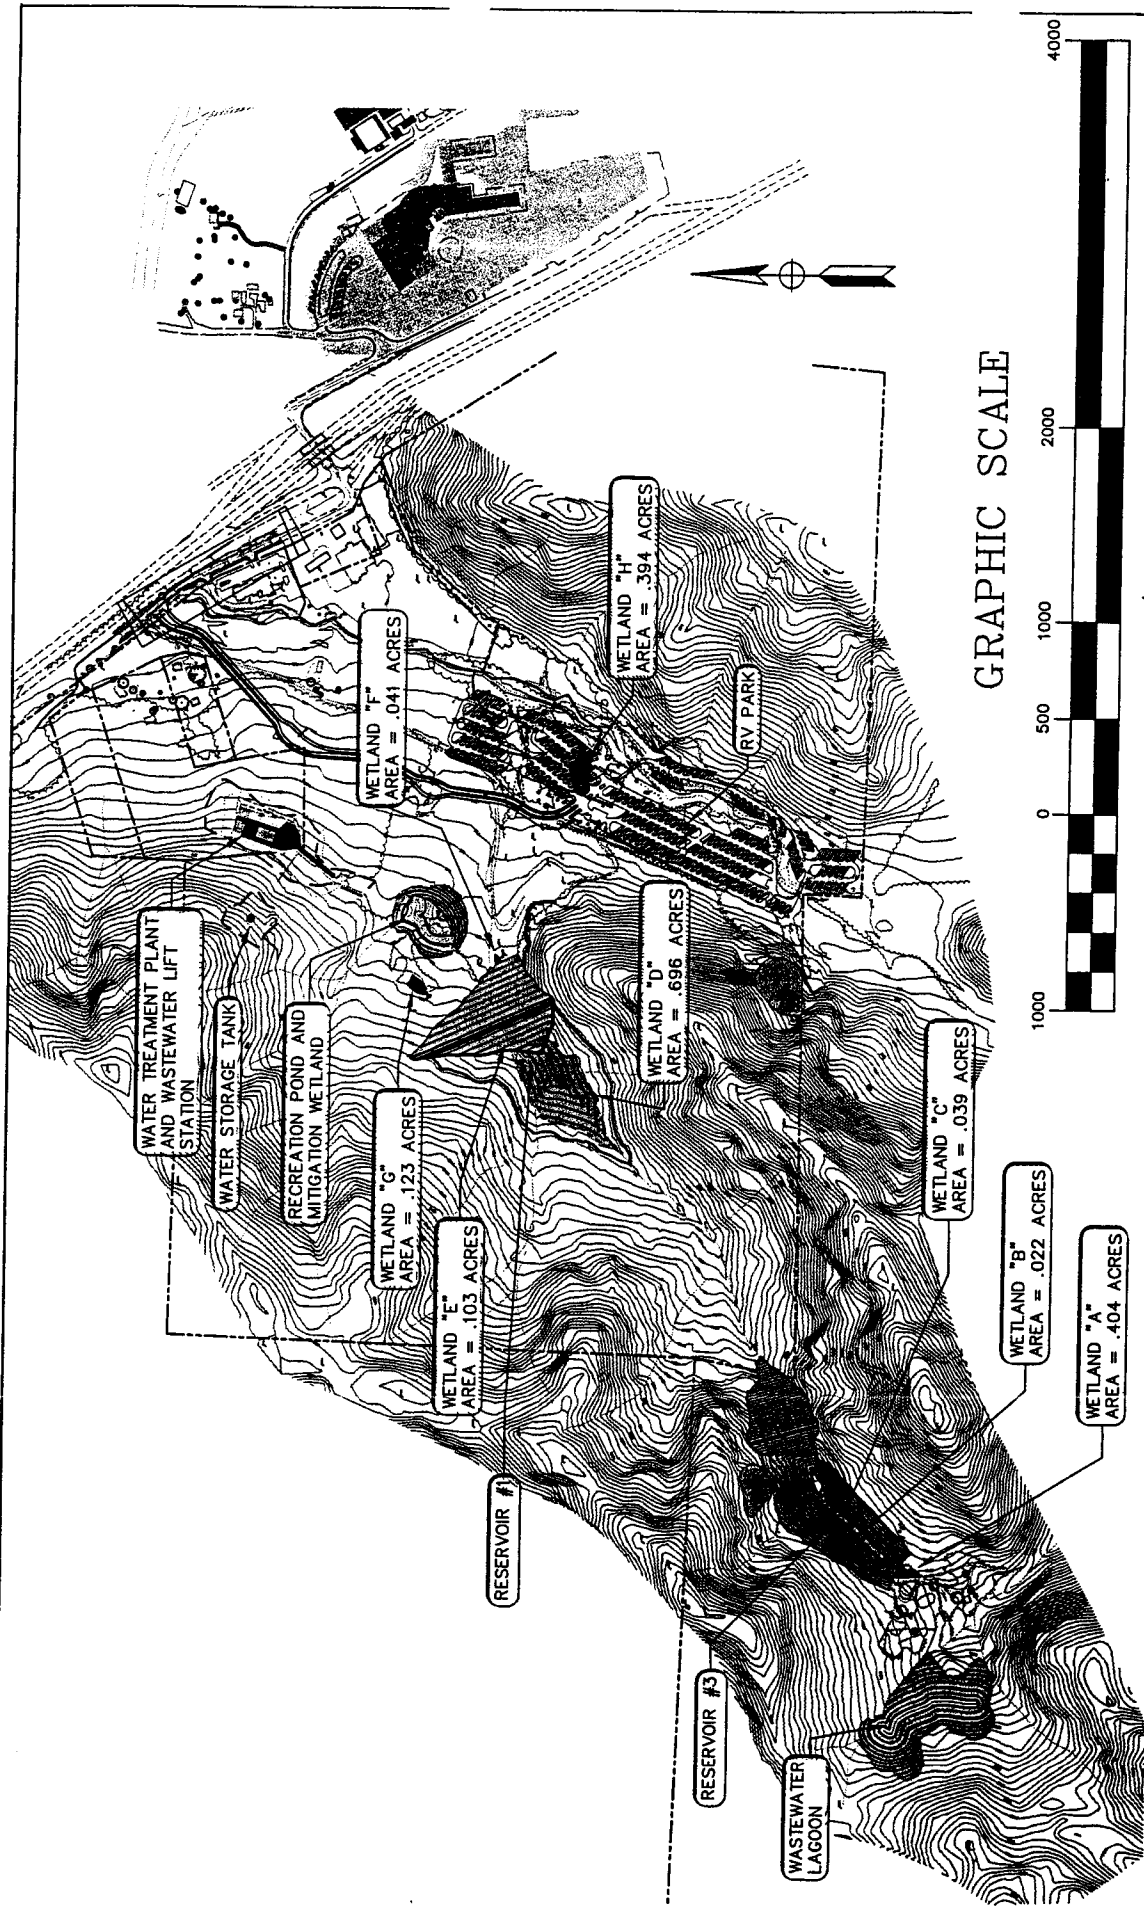 WATER TREATMENT PLANT
AND WASTEWATER LIFT
STATION
WATER STORAGE TANK
RECREATION POND AND
MITIGATION WETLAND
WETLAND "G"
AREA = .123 ACRES
WETLAND "E"
AREA = .103 ACRES
RESERVOIR #1
WETLAND "F"
AREA = .041 ACRES
WETLAND "H"
AREA = .394 ACRES
RV PARK
WETLAND "D"
AREA = .696 ACRES
WETLAND "C"
AREA = .039 ACRES
WETLAND "B"
AREA = .022 ACRES
WETLAND "A"
AREA = .404 ACRES
RESERVOIR #3
WASTEWATER
LAGOON
GRAPHIC SCALE
1000 0 500 1000 2000 4000